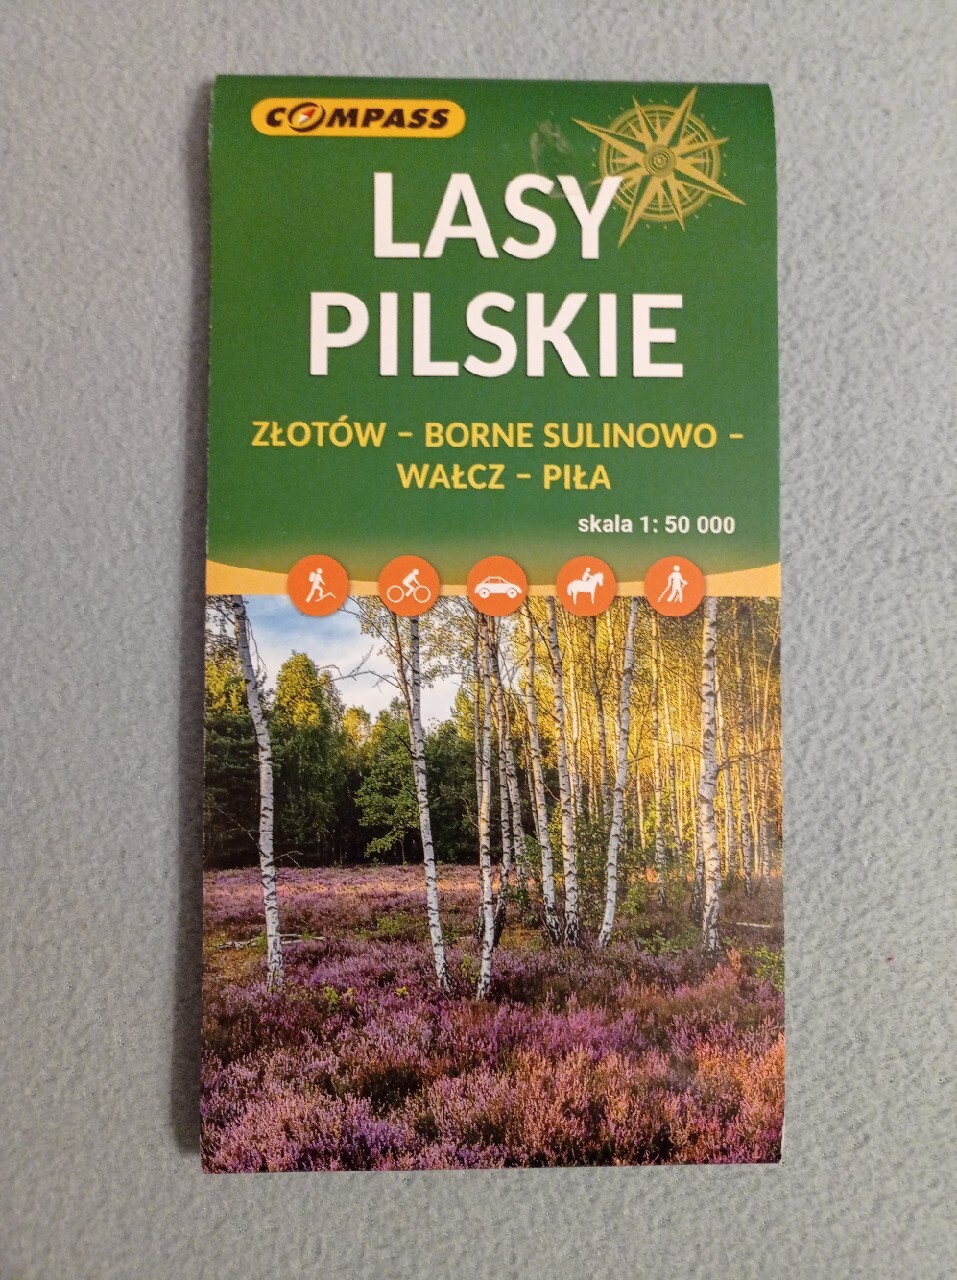 COMPASS
LASY
PILSKIE
ZŁOTÓW – BORNE SULINOWO –
WAŁCZ – PIŁA
skala 1: 50 000